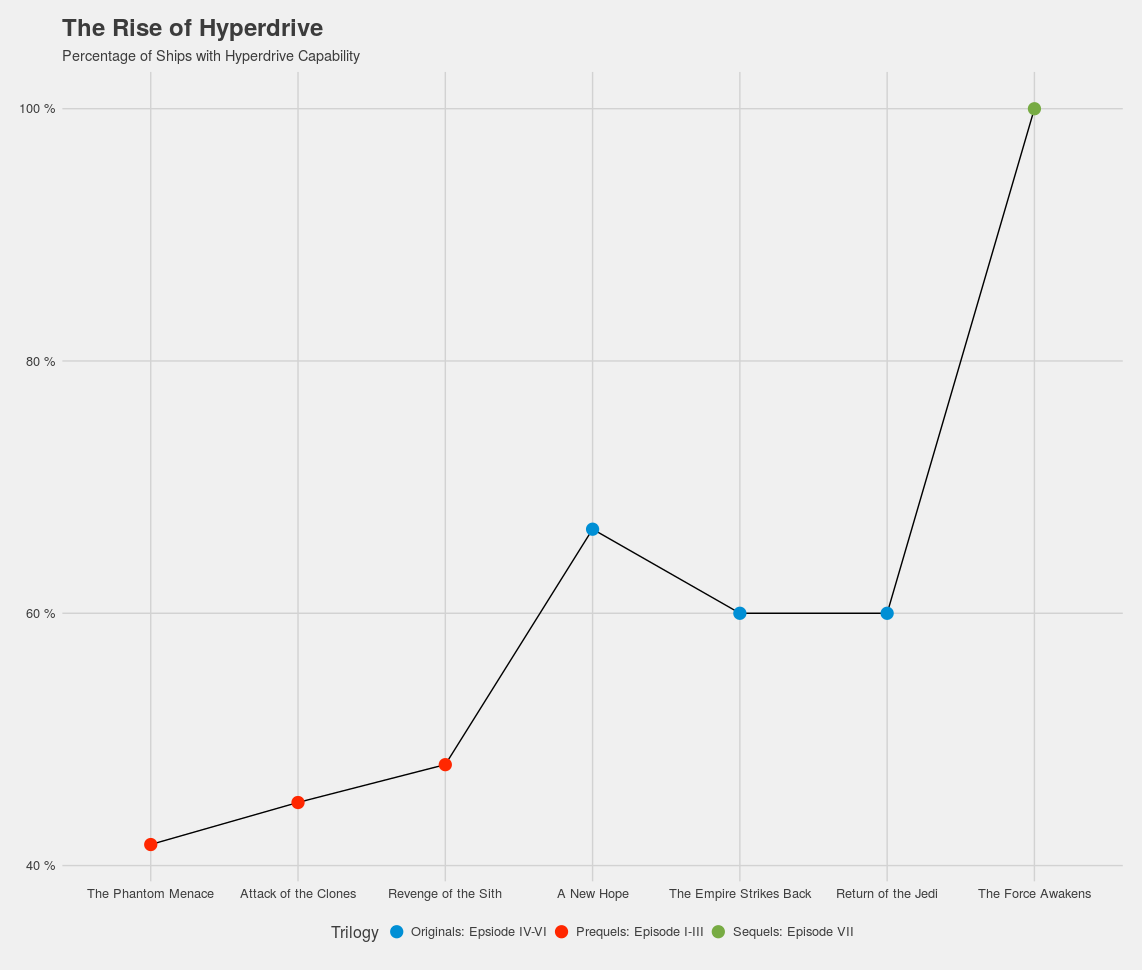 The Rise of Hyperdrive
Percentage of Ships with Hyperdrive Capability
100 %
80 %
60 %
40 %
The Phantom Menace Attack of the Clones Revenge of the Sith A New Hope The Empire Strikes Back Return of the Jedi The Force Awakens
Trilogy Originals: Epsiode IV-VI Prequels: Episode I-III Sequels: Episode VII